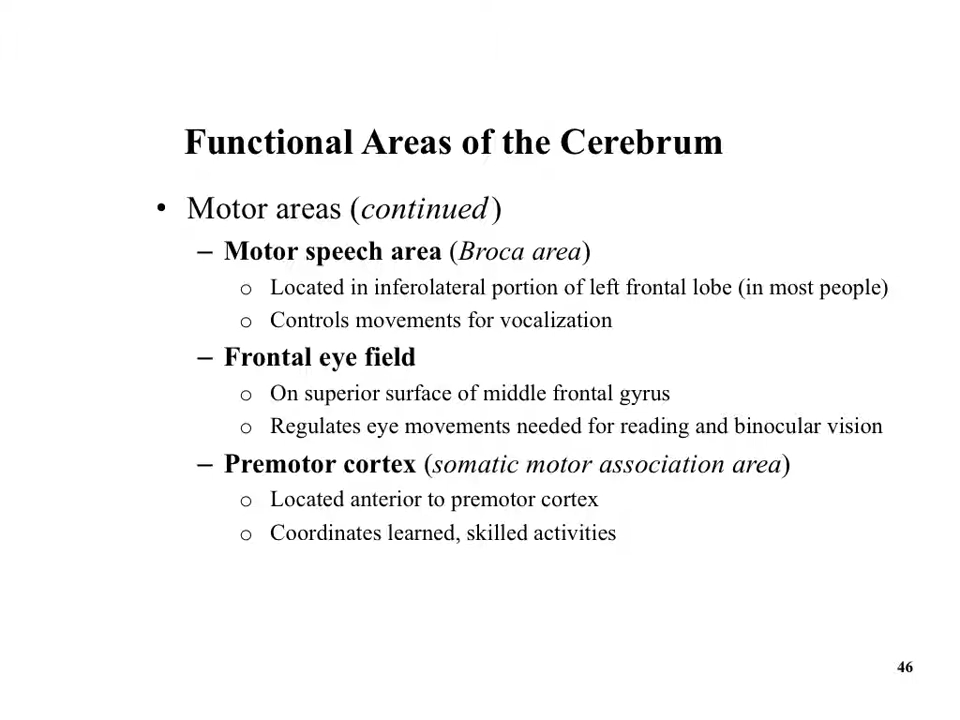 Functional Areas of the Cerebrum
• Motor areas (continued)
– Motor speech area (Broca area)
o Located in inferolateral portion of left frontal lobe (in most people)
o Controls movements for vocalization
– Frontal eye field
o On superior surface of middle frontal gyrus
o Regulates eye movements needed for reading and binocular vision
– Premotor cortex (somatic motor association area)
o Located anterior to premotor cortex
o Coordinates learned, skilled activities
46